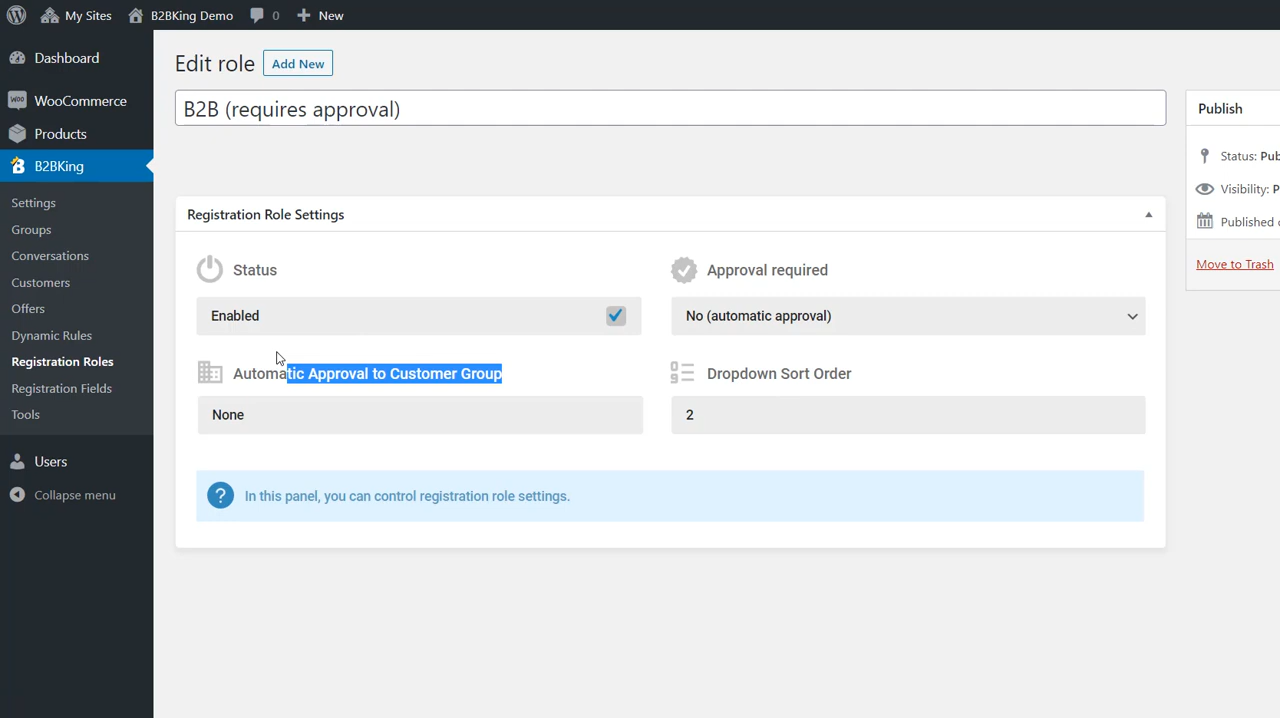 My Sites
B2BKing Demo
0
New
Dashboard
WooCommerce
Products
B2BKing
Settings
Groups
Conversations
Customers
Offers
Dynamic Rules
Registration Roles
Registration Fields
Tools
Users
Collapse menu
Edit role
Add New
B2B (requires approval)
Registration Role Settings
Status
Enabled
Approval required
No (automatic approval)
Automatic Approval to Customer Group
None
Dropdown Sort Order
2
In this panel, you can control registration role settings.
Publish
Status: Pub
Visibility: P
Published o
Move to Trash